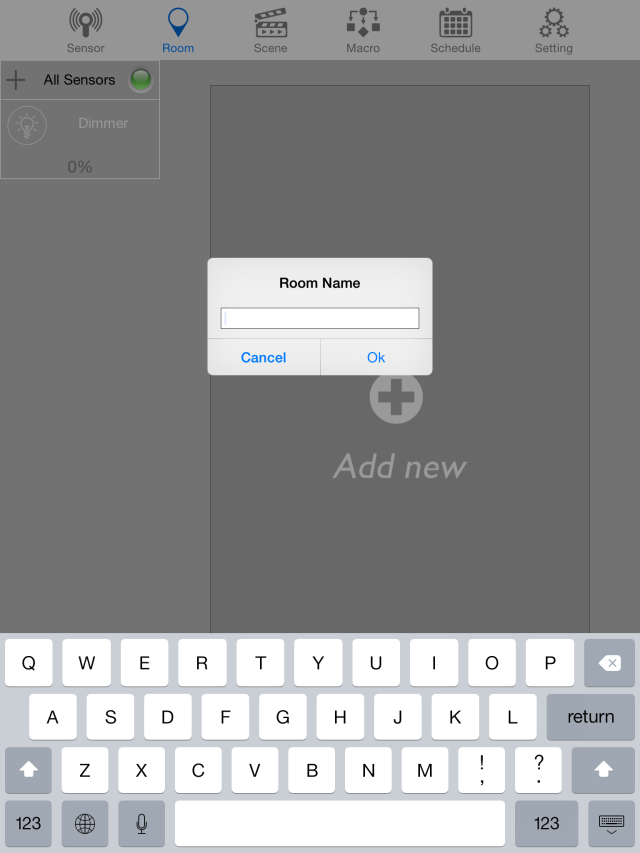 Sensor Room Scene Macro Schedule Setting
All Sensors
Dimmer
0%
Room Name
Cancel Ok
Add new
Q W E R T Y U I O P
A S D F G H J K L return
Z X C V B N M ! , ? .
123 123